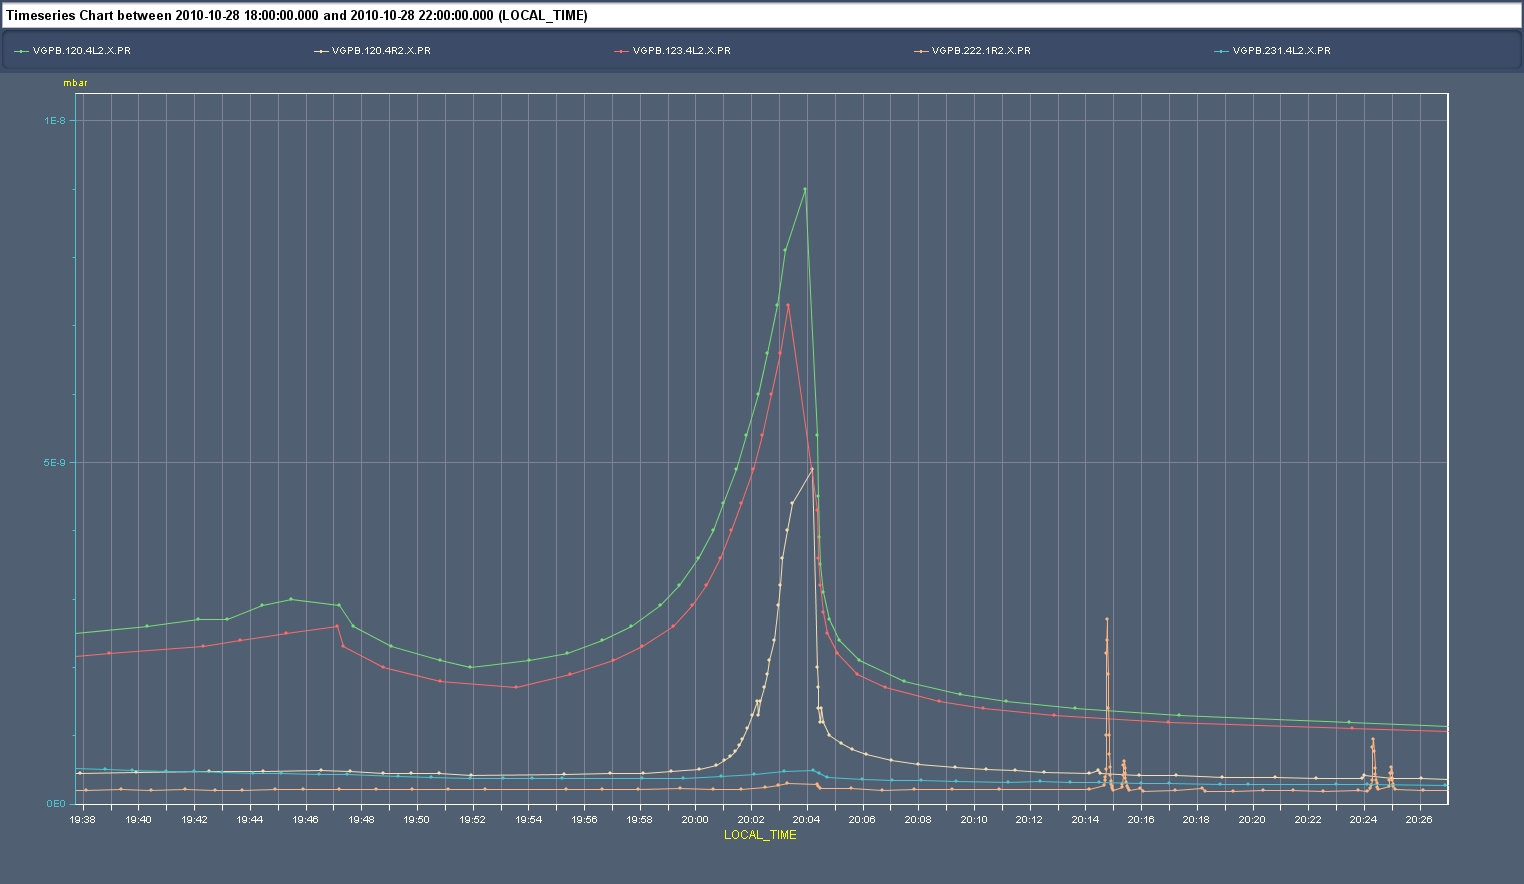 Timeseries Chart between 2010-10-28 18:00:00.000 and 2010-10-28 22:00:00.000 (LOCAL_TIME)
VGPB.120.4L2.X.PR VGPB.120.4R2.X.PR VGPB.123.4L2.X.PR VGPB.222.1R2.X.PR VGPB.231.4L2.X.PR
mbar
1E-8
5E-9
0E0
19:38 19:40 19:42 19:44 19:46 19:48 19:50 19:52 19:54 19:56 19:58 20:00 20:02 20:04 20:06 20:08 20:10 20:12 20:14 20:16 20:18 20:20 20:22 20:24 20:26
LOCAL_TIME